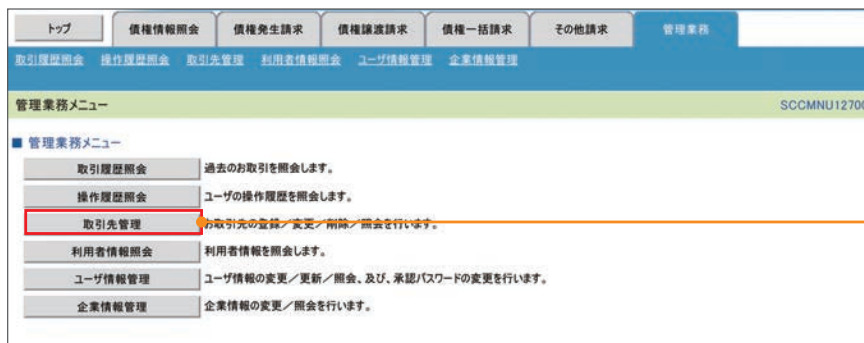 トップ 債権情報照会 債権発生請求 債権譲渡請求 債権一括請求 その他請求 管理業務
取引履歴照会 操作履歴照会 取引先管理 利用者情報照会 ユーザ情報管理 企業情報管理
管理業務メニュー SCCMNU12700
■ 管理業務メニュー
取引履歴照会 過去のお取引を照会します。
操作履歴照会 ユーザの操作履歴を照会します。
取引先管理 お取引先の登録／変更／削除／照会を行います。
利用者情報照会 利用者情報を照会します。
ユーザ情報管理 ユーザ情報の変更／更新／照会、及び、承認パスワードの変更を行います。
企業情報管理 企業情報の変更／照会を行います。